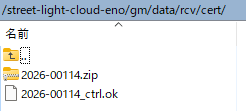 /street-light-cloud-eno/gm/data/rcv/cert/
名前
..
2026-00114.zip
2026-00114_ctrl.ok